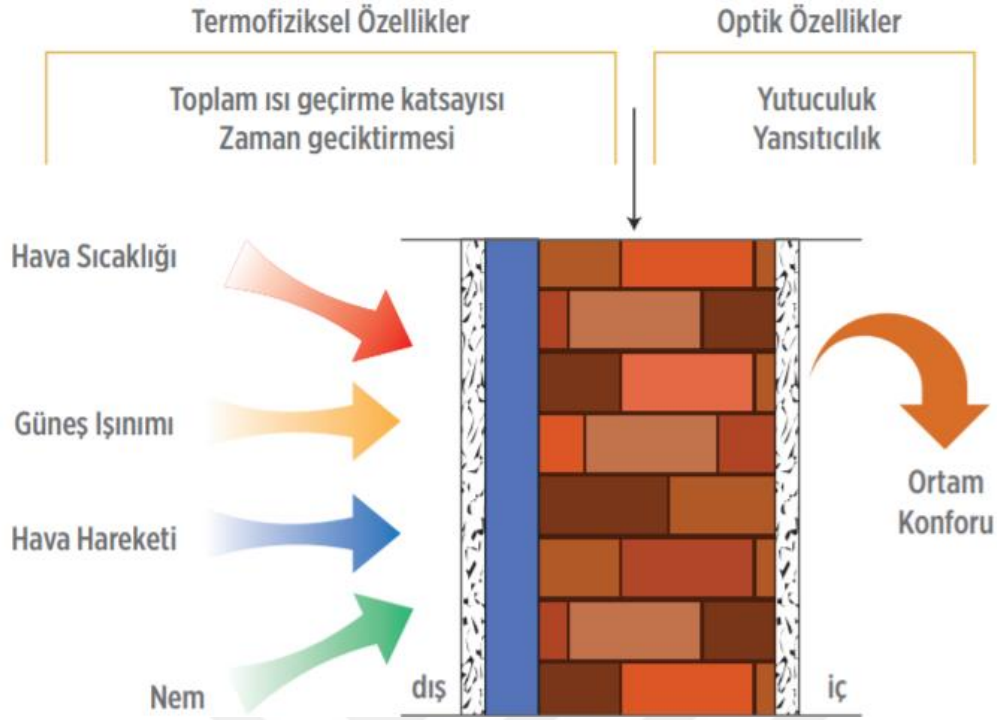 Termofiziksel Özellikler
Optik Özellikler
Toplam ısı geçirme katsayısı
Zaman geciktirmesi
Yutuculuk
Yansıtıcılık
Hava Sıcaklığı
Güneş Işınımı
Hava Hareketi
Nem
dış
iç
Ortam
Konforu